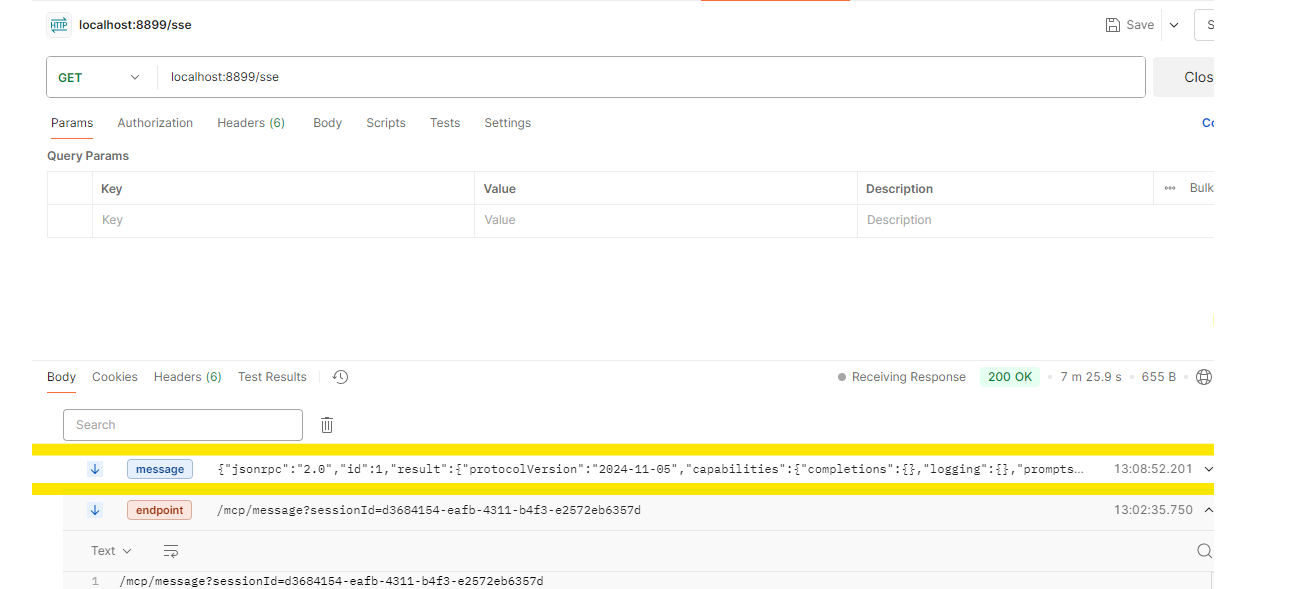 HTTP localhost:8899/sse Save
GET localhost:8899/sse Clos
Params Authorization Headers (6) Body Scripts Tests Settings
Query Params
Key Value Description Bulk
Key Value Description
Body Cookies Headers (6) Test Results Receiving Response 200 OK 7 m 25.9 s 655 B
Search
message {"jsonrpc":"2.0","id":1,"result":{"protocolVersion":"2024-11-05","capabilities":{"completions":{},"logging":{},"prompts... 13:08:52.201
endpoint /mcp/message?sessionId=d3684154-eafb-4311-b4f3-e2572eb6357d 13:02:35.750
Text
1 /mcp/message?sessionId=d3684154-eafb-4311-b4f3-e2572eb6357d